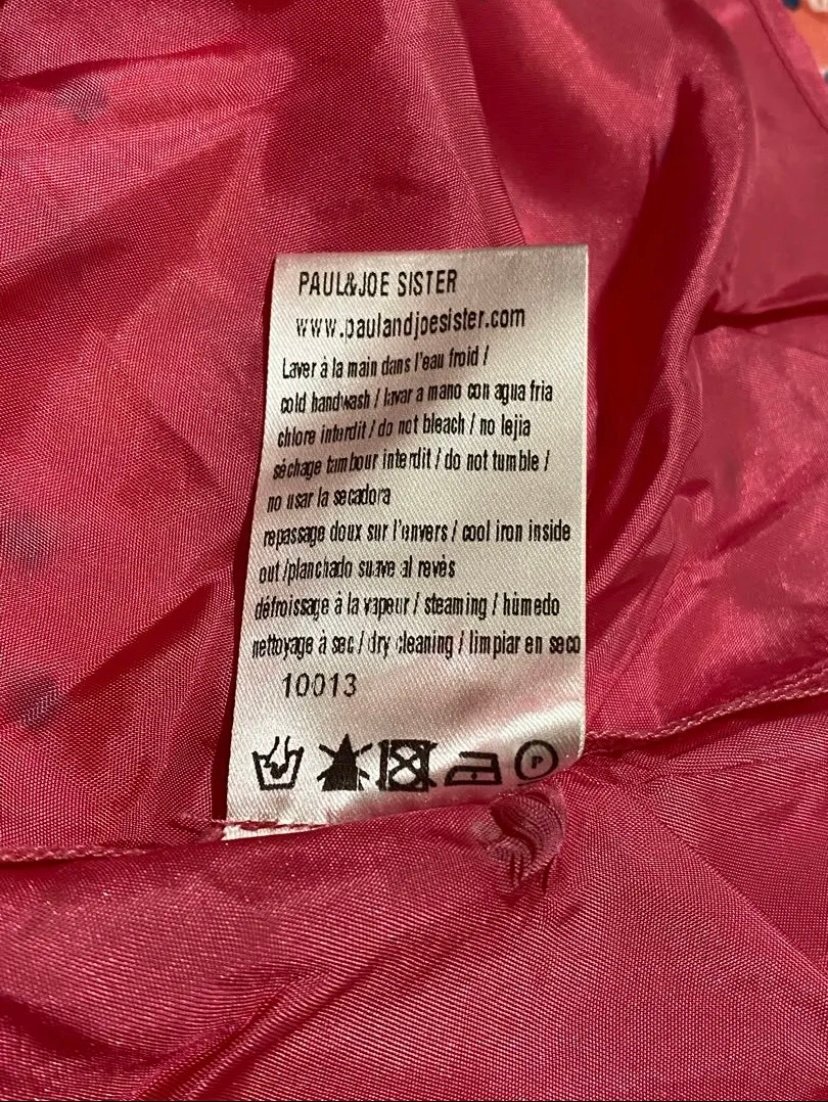 PAUL&JOE SISTER
www.paulandjoesister.com
Laver à la main dans l'eau froid /
cold handwash / lavar a mano con agua fria
chlore interdit / do not bleach / no lejia
séchage tambour interdit / do not tumble /
no usar la secadora
repassage doux sur l'envers / cool iron inside
out /planchado suave al revès
défroissage à la vapeur / steaming / hùmedo
nettoyage à sec / dry cleaning / limpiar en seco
10013
P